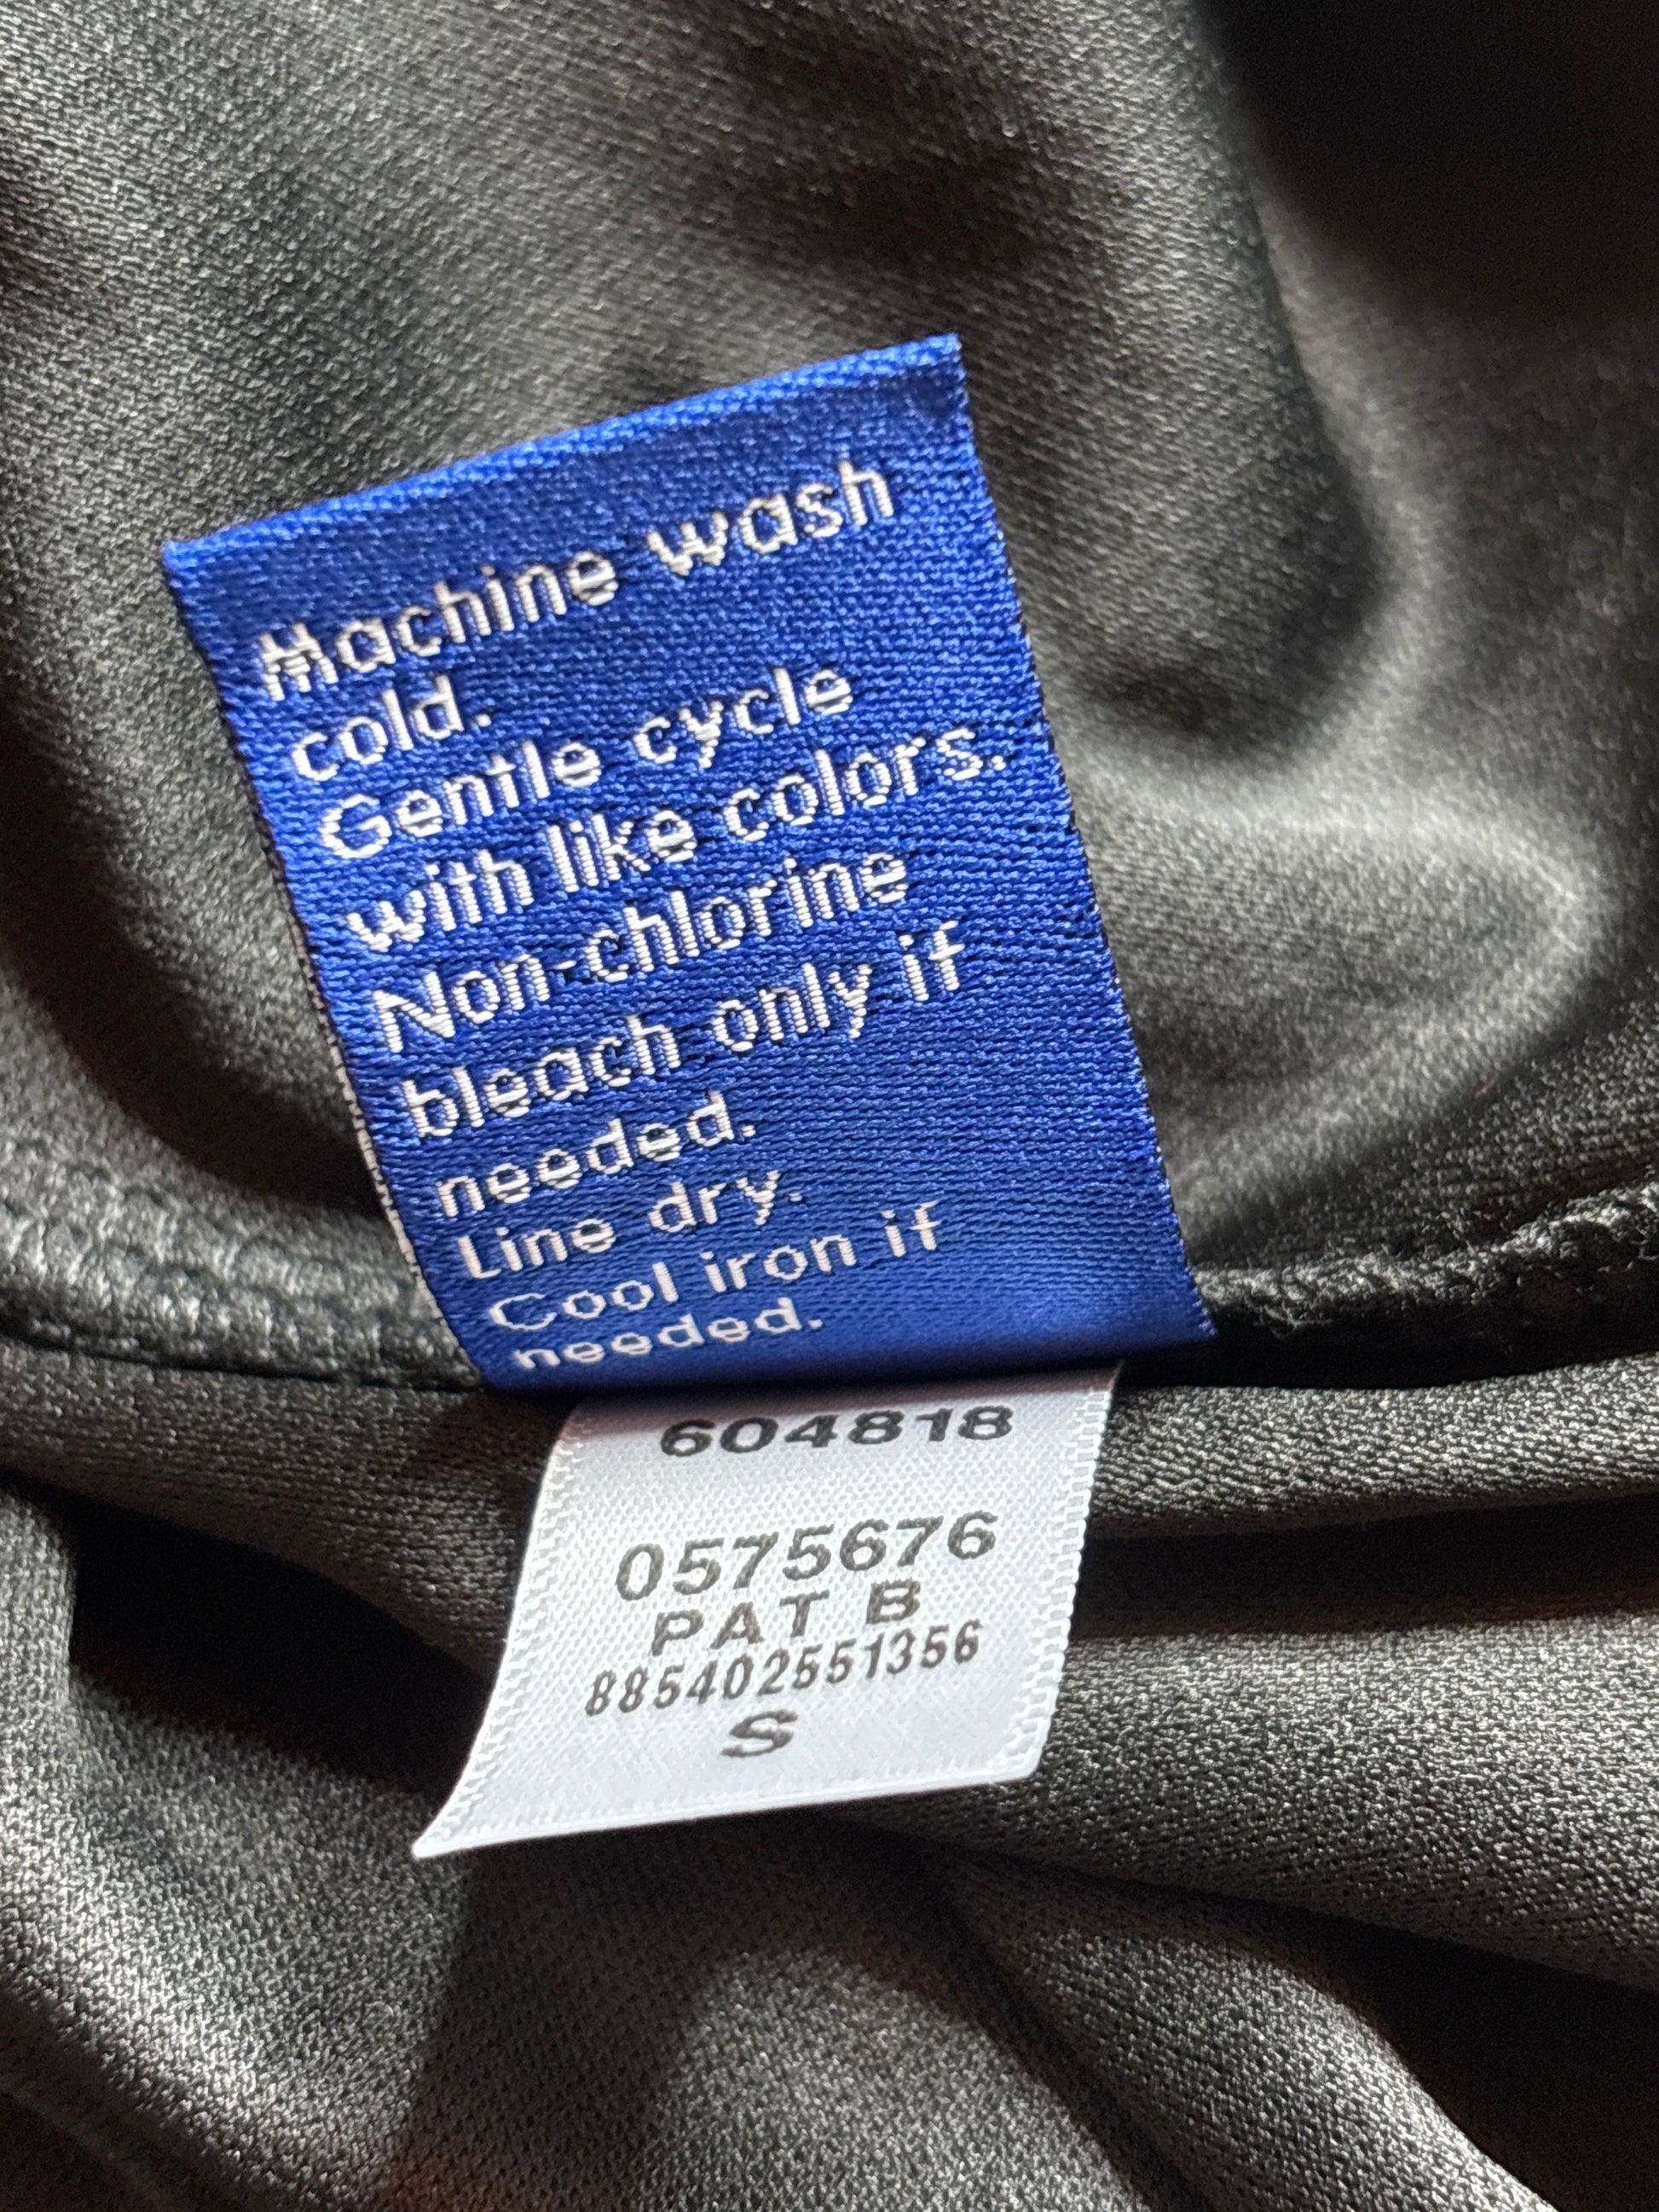 Machine wash
cold.
Gentle cycle
with like colors.
Non-chlorine
bleach only if
needed.
Line dry.
Cool iron if
needed.
604818
0575676
PAT B
885402551356
S